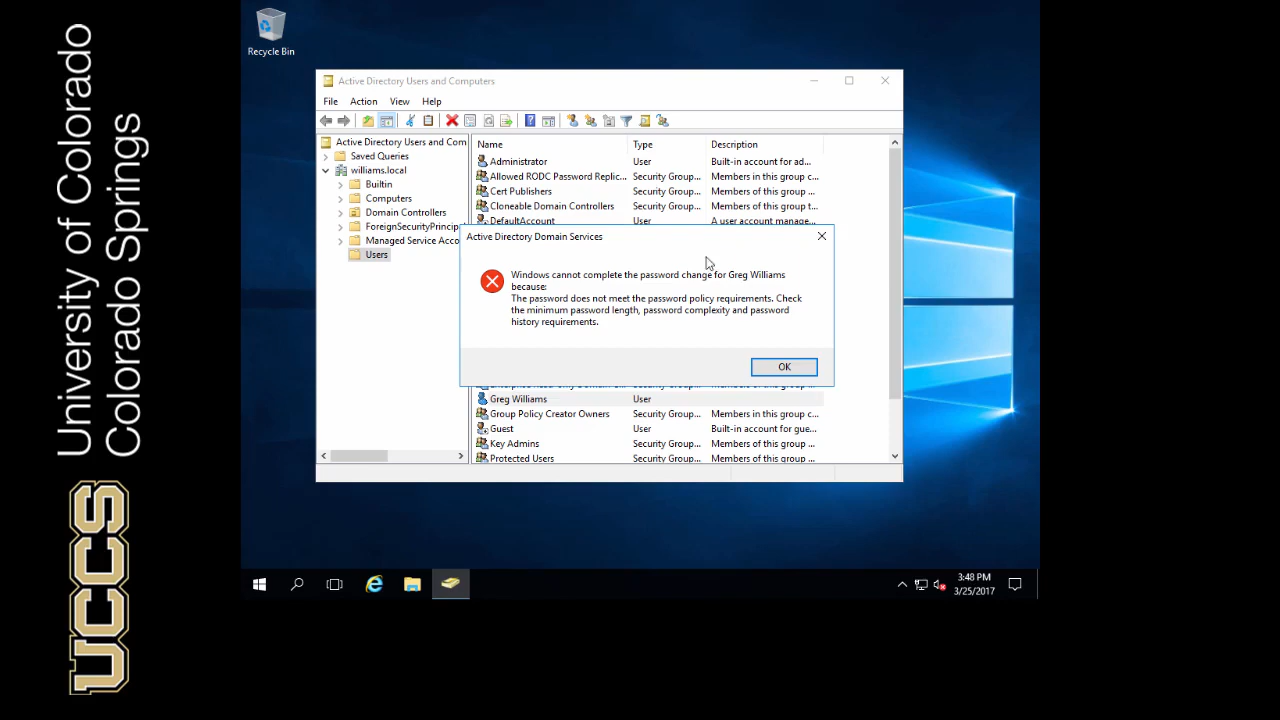 University of Colorado
Colorado Springs
UCCS
Recycle Bin
Active Directory Users and Computers
File Action View Help
Active Directory Users and Com
Saved Queries
williams.local
Builtin
Computers
Domain Controllers
ForeignSecurityPrincip
Managed Service Acco
Users
Name Type Description
Administrator User Built-in account for ad...
Allowed RODC Password Replic... Security Group... Members in this group c...
Cert Publishers Security Group... Members of this group ...
Cloneable Domain Controllers Security Group... Members of this group t...
DefaultAccount User A user account manage...
Active Directory Domain Services
Windows cannot complete the password change for Greg Williams
because:
The password does not meet the password policy requirements. Check
the minimum password length, password complexity and password
history requirements.
OK
Greg Williams User
Group Policy Creator Owners Security Group... Members in this group c...
Guest User Built-in account for gue...
Key Admins Security Group... Members of this group ...
Protected Users Security Group... Members of this group ...
3:48 PM
3/25/2017